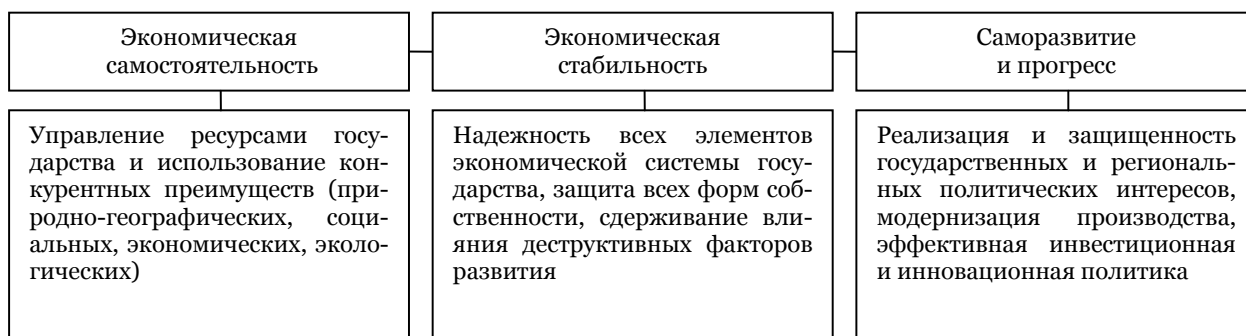 Экономическая
самостоятельность
Экономическая
стабильность
Саморазвитие
и прогресс
Управление ресурсами госу-
дарства и использование кон-
курентных преимуществ (при-
родно-географических, соци-
альных, экономических, эколо-
гических)
Надежность всех элементов
экономической системы госу-
дарства, защита всех форм соб-
ственности, сдерживание вли-
яния деструктивных факторов
развития
Реализация и защищенность
государственных и региональ-
ных политических интересов,
модернизация производства,
эффективная инвестиционная
и инновационная политика